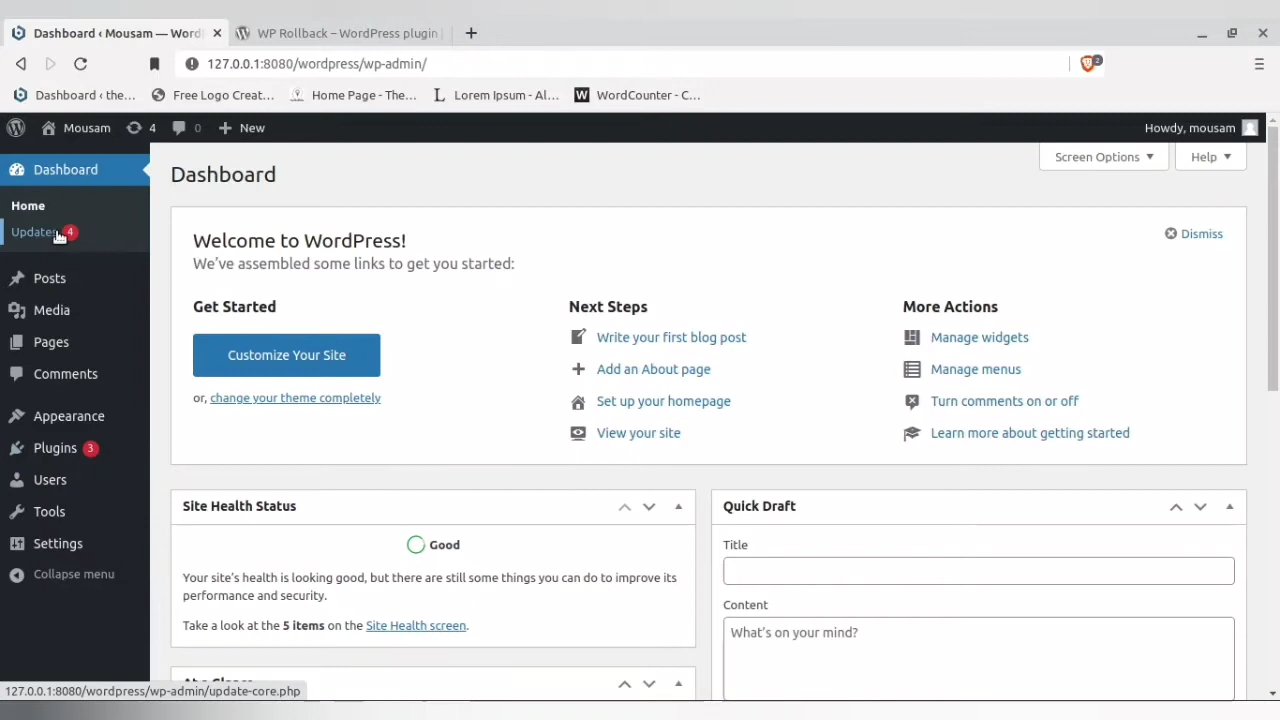 Dashboard ‹ Mousam — Word
WP Rollback – WordPress plugin
127.0.0.1:8080/wordpress/wp-admin/
2
Dashboard ‹ the...
Free Logo Creat...
Home Page - The...
Lorem Ipsum - Al...
WordCounter - C...
Mousam
4
0
New
Howdy, mousam
Dashboard
Home
Updates 4
Posts
Media
Pages
Comments
Appearance
Plugins 3
Users
Tools
Settings
Collapse menu
Dashboard
Screen Options
Help
Welcome to WordPress!
We've assembled some links to get you started:
Dismiss
Get Started
Customize Your Site
or, change your theme completely
Next Steps
Write your first blog post
Add an About page
Set up your homepage
View your site
More Actions
Manage widgets
Manage menus
Turn comments on or off
Learn more about getting started
Site Health Status
Good
Your site's health is looking good, but there are still some things you can do to improve its
performance and security.
Take a look at the 5 items on the Site Health screen.
Quick Draft
Title
Content
What's on your mind?
127.0.0.1:8080/wordpress/wp-admin/update-core.php